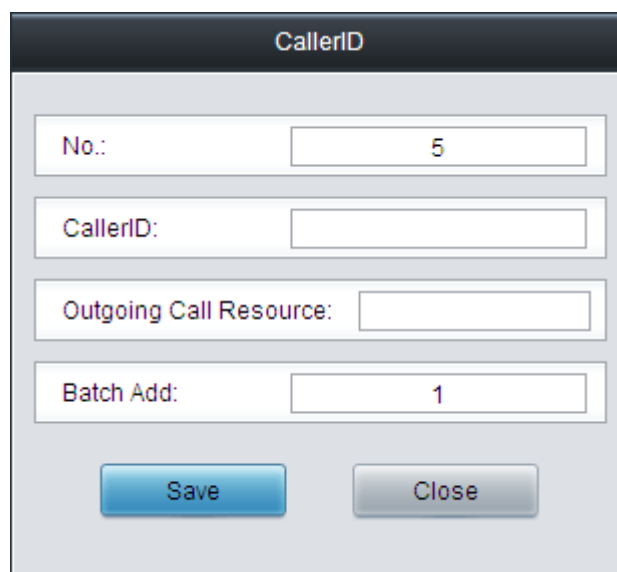 CallerID
No.: 5
CallerID:
Outgoing Call Resource:
Batch Add: 1
Save Close